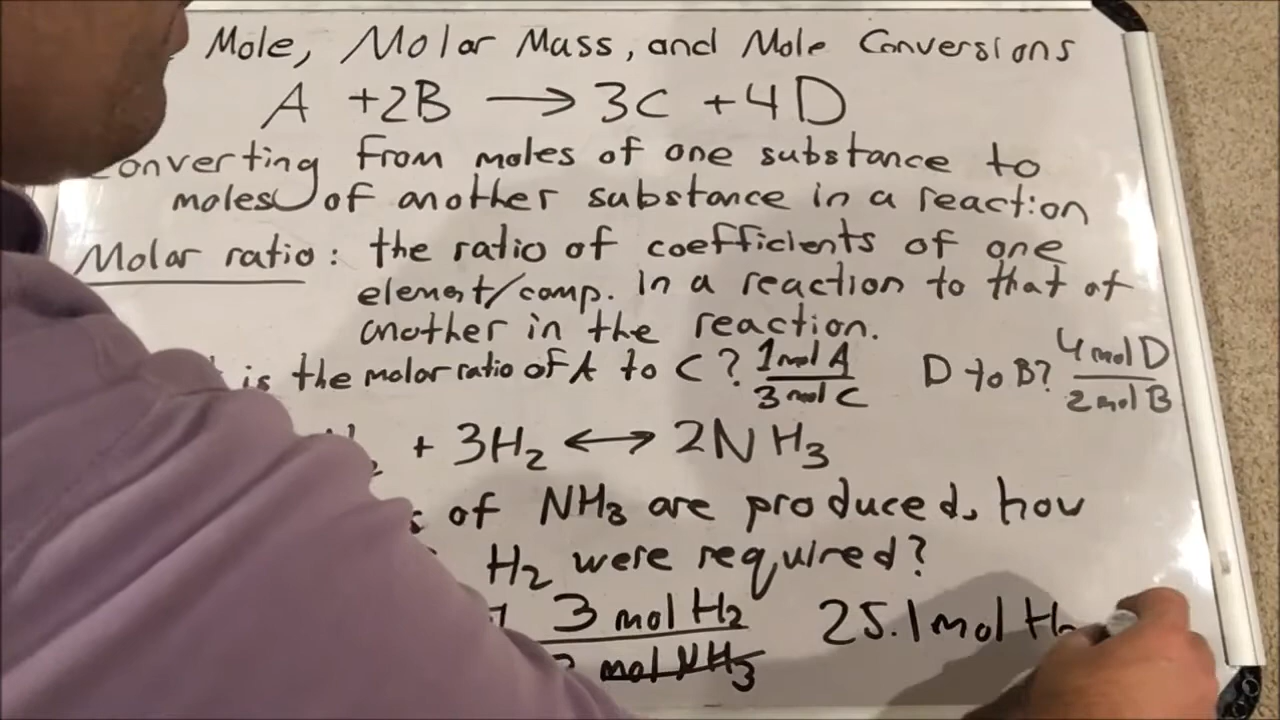 Mole, Molar Mass, and Mole Conversions
A +2B → 3C +4D
onverting from moles of one substance to
moles of another substance in a reaction
Molar ratio: the ratio of coefficients of one
element/comp. in a reaction to that of
another in the reaction.
is the molar ratio of A to C? 1 mol A / 3 mol C D to B? 4 mol D / 2 mol B
+ 3H₂ ↔ 2NH₃
of NH₃ are produced, how
H₂ were required?
3 mol H₂ / mol NH₃ 25.1 mol H₂